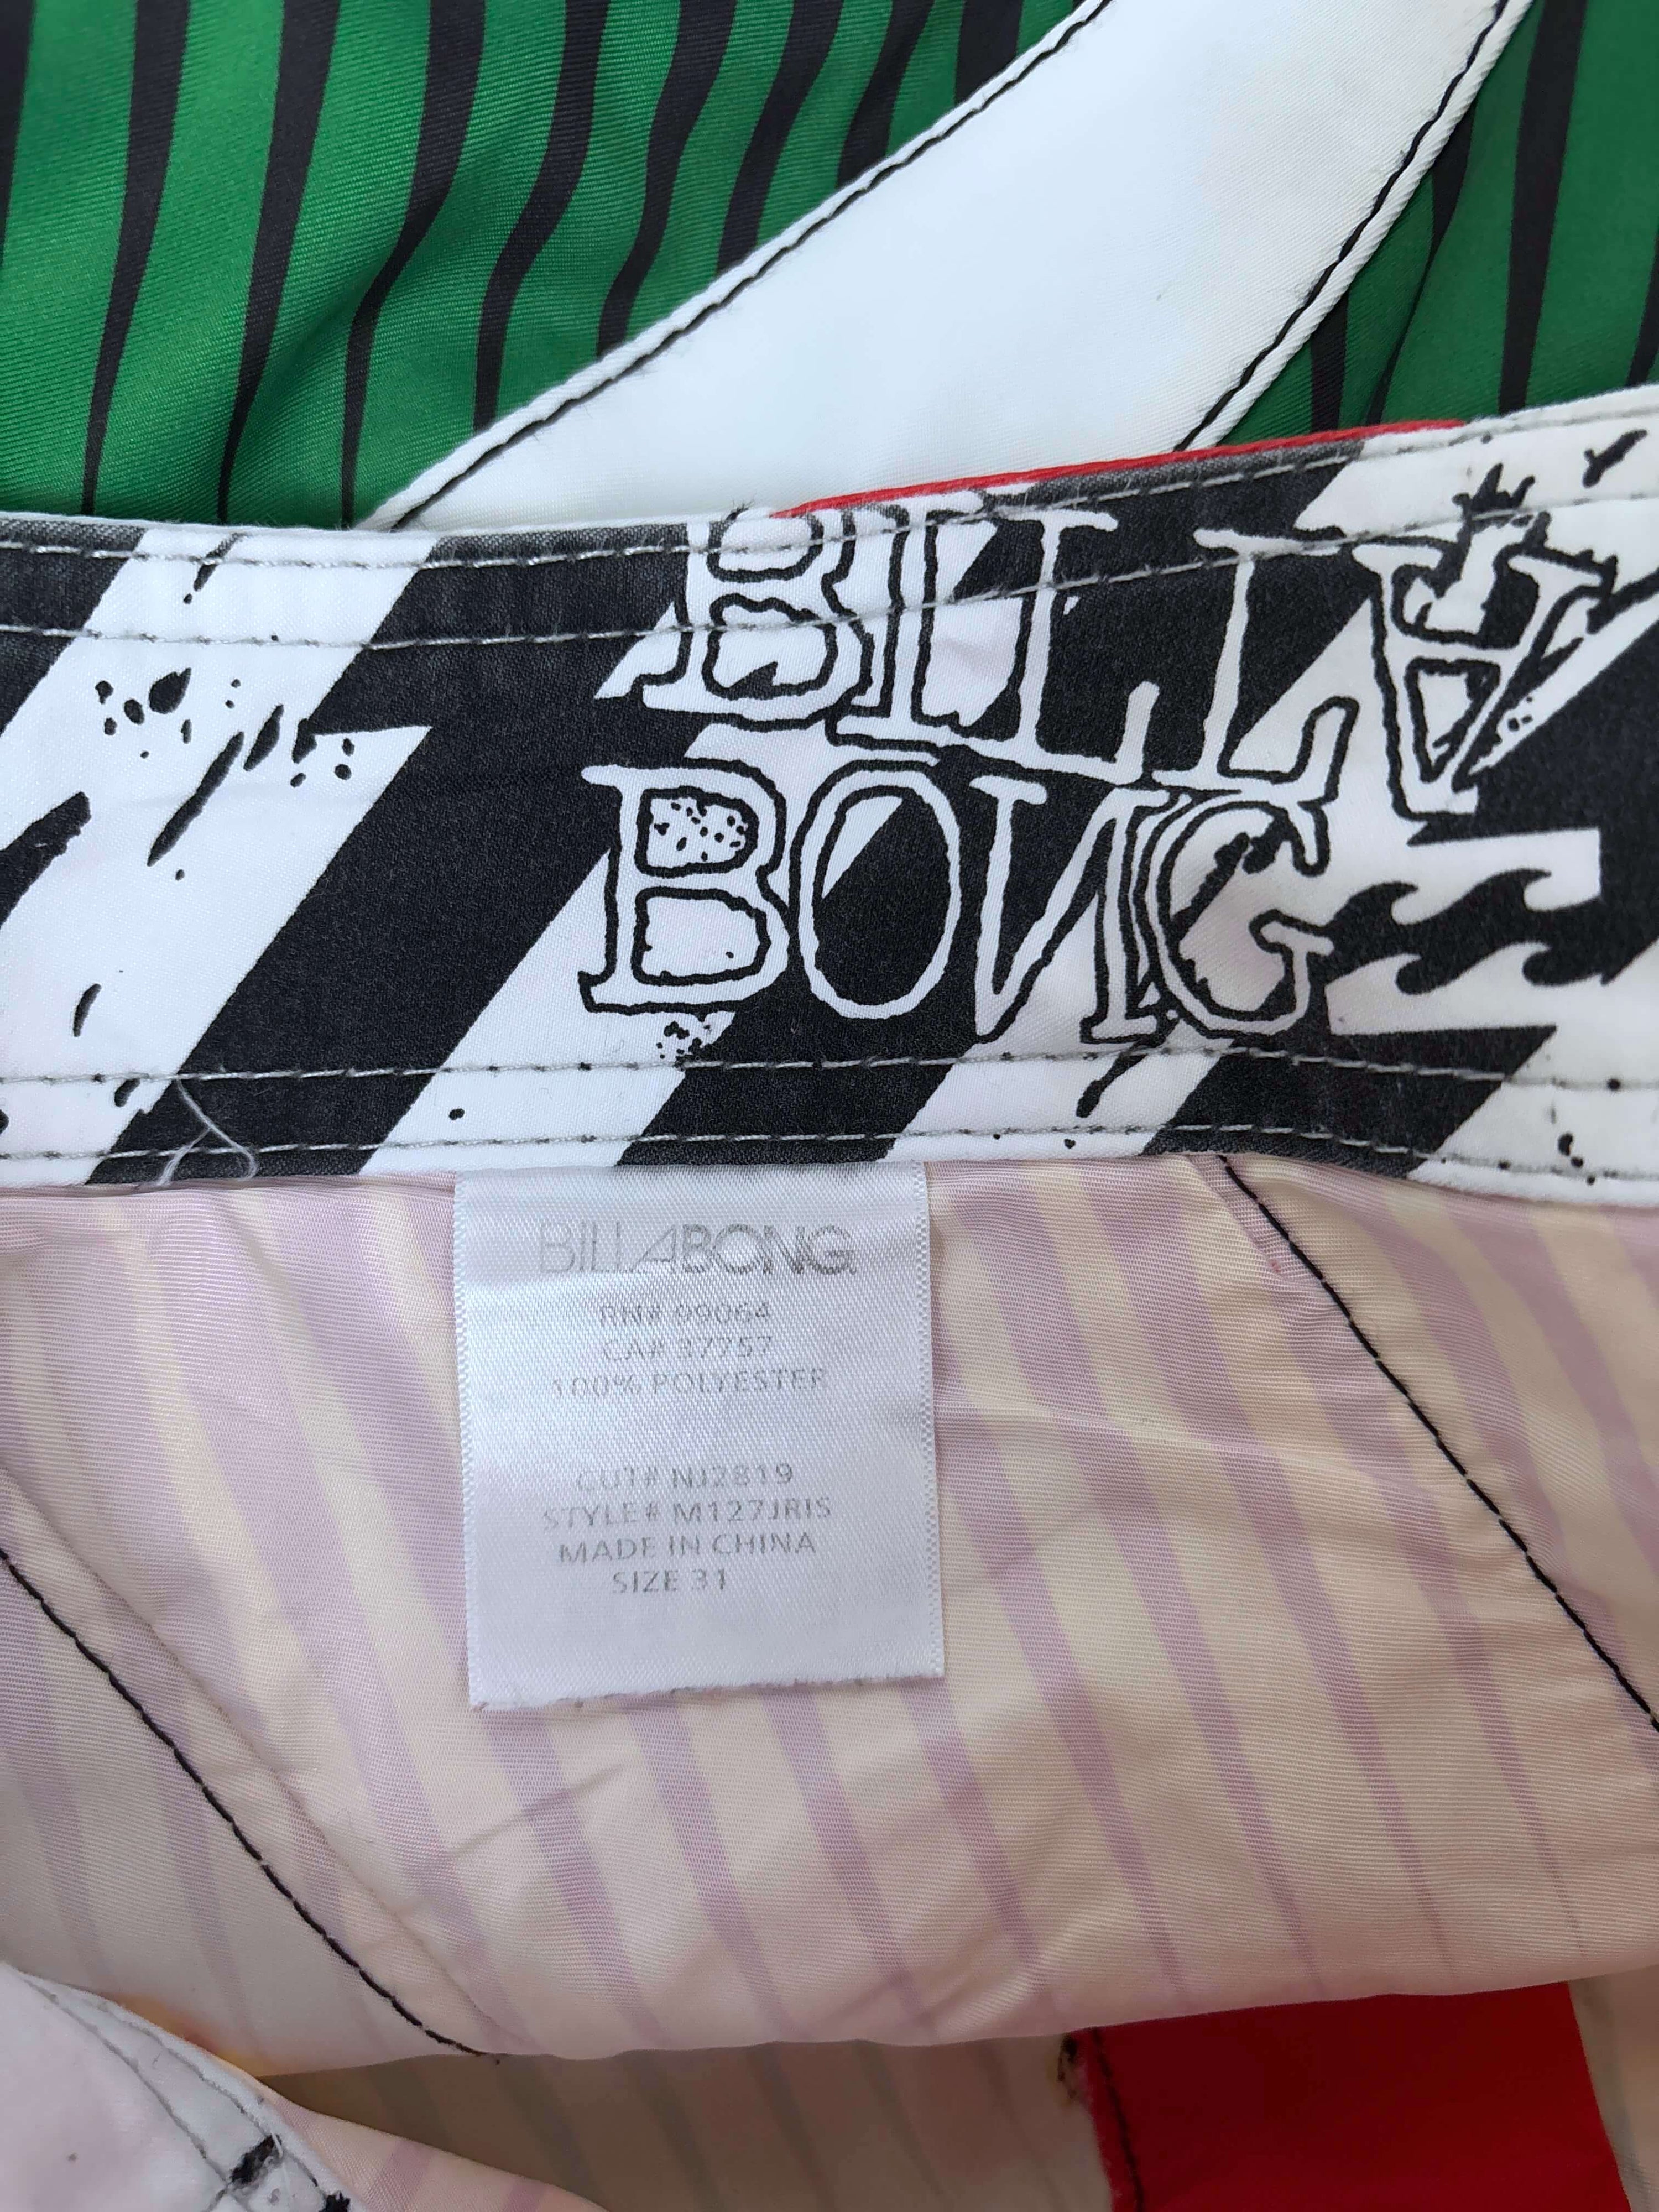 BILLA
BONG
BILLABONG
RN# 99064
CA# 37757
100% POLYESTER
CUT# NJ2819
STYLE# M127JRIS
MADE IN CHINA
SIZE 31